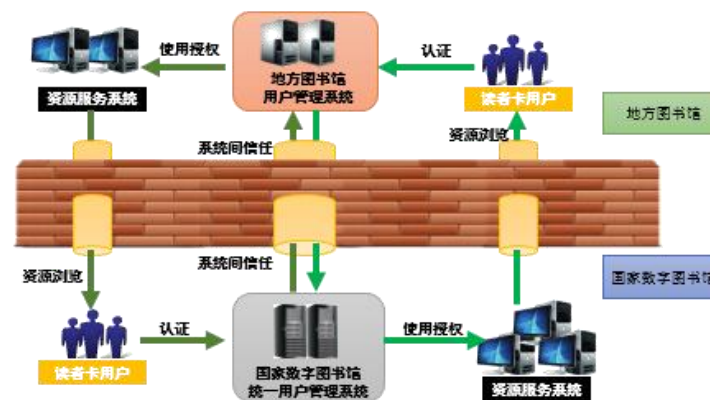 使用授权
认证
地方图书馆
用户管理系统
资源服务系统
读者卡用户
地方图书馆
系统间信任
资源浏览
系统间信任
资源浏览
国家数字图书馆
认证
使用授权
国家数字图书馆
统一用户管理系统
读者卡用户
资源服务系统